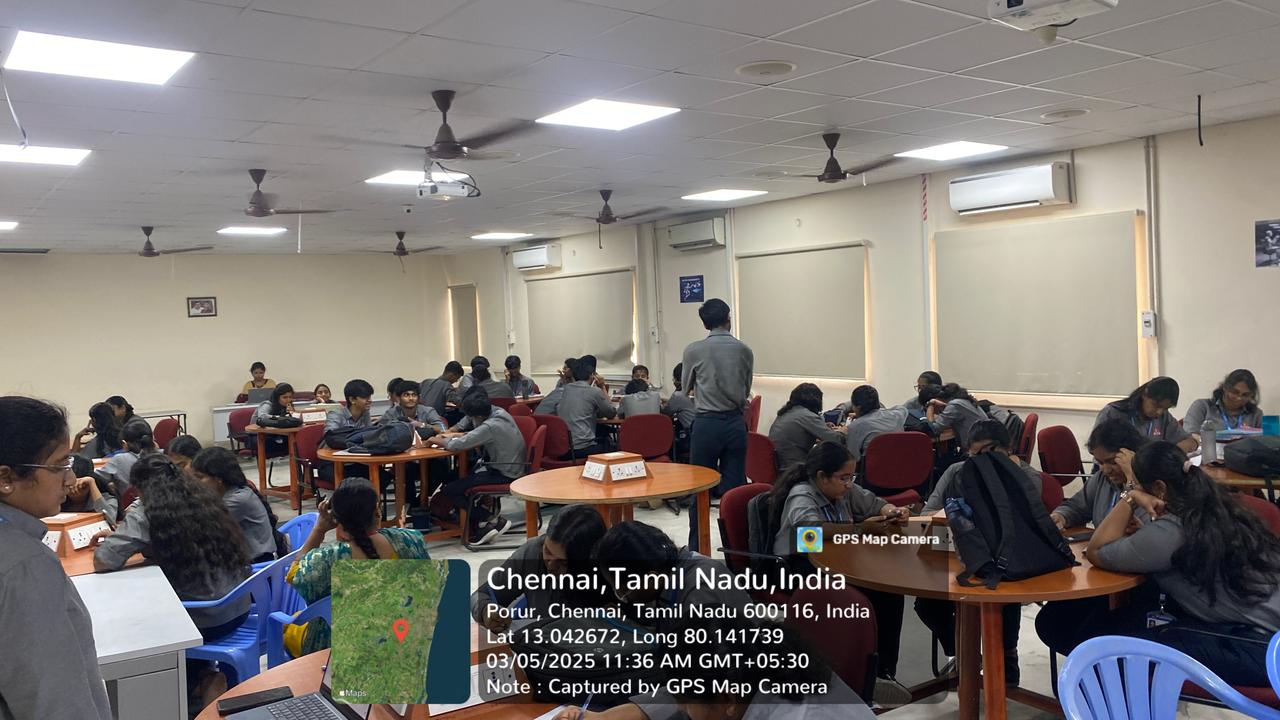 GPS Map Camera
Chennai,Tamil Nadu,India
Porur, Chennai, Tamil Nadu 600116, India
Lat 13.042672, Long 80.141739
03/05/2025 11:36 AM GMT+05:30
Note : Captured by GPS Map Camera
Maps